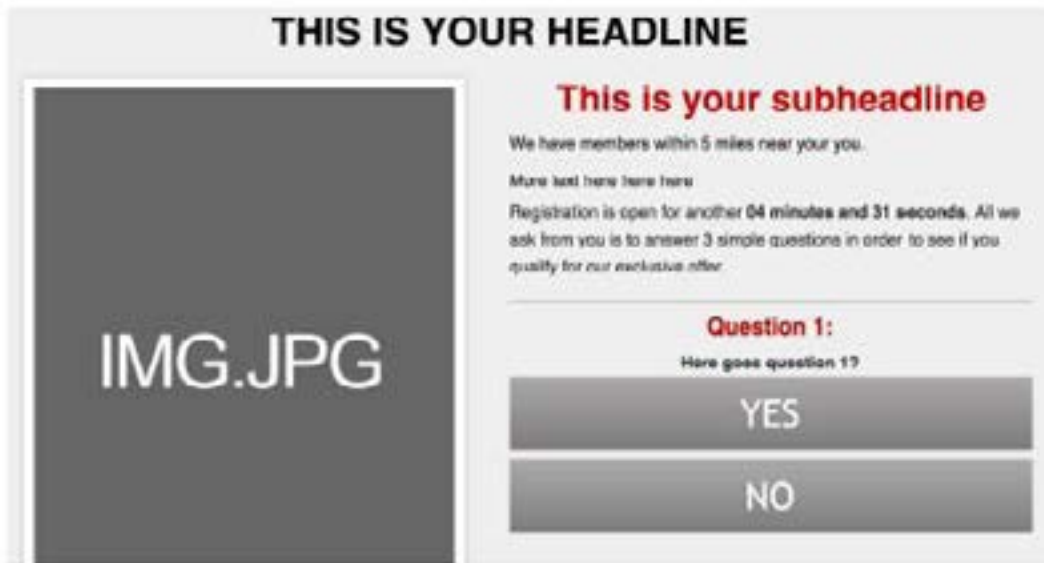 THIS IS YOUR HEADLINE
IMG.JPG
This is your subheadline
We have members within 5 miles near your you.
More text here here here
Registration is open for another 04 minutes and 31 seconds. All we
ask from you is to answer 3 simple questions in order to see if you
qualify for our exclusive offer.
Question 1:
Here goes question 1?
YES
NO